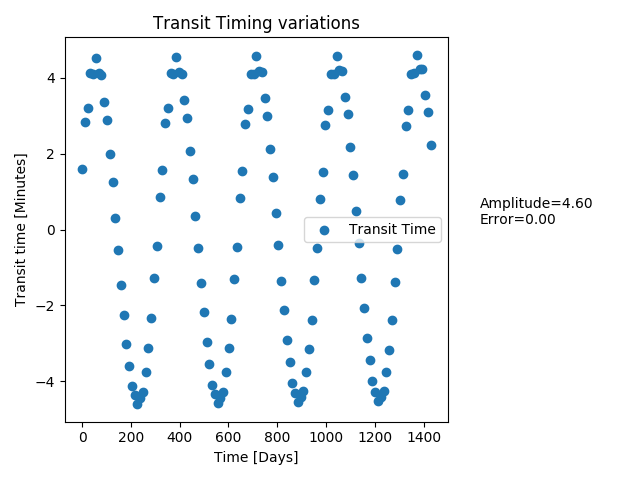 Transit Timing variations
Transit time [Minutes]
4
2
0
−2
−4
Transit Time
Amplitude=4.60
Error=0.00
0 200 400 600 800 1000 1200 1400
Time [Days]